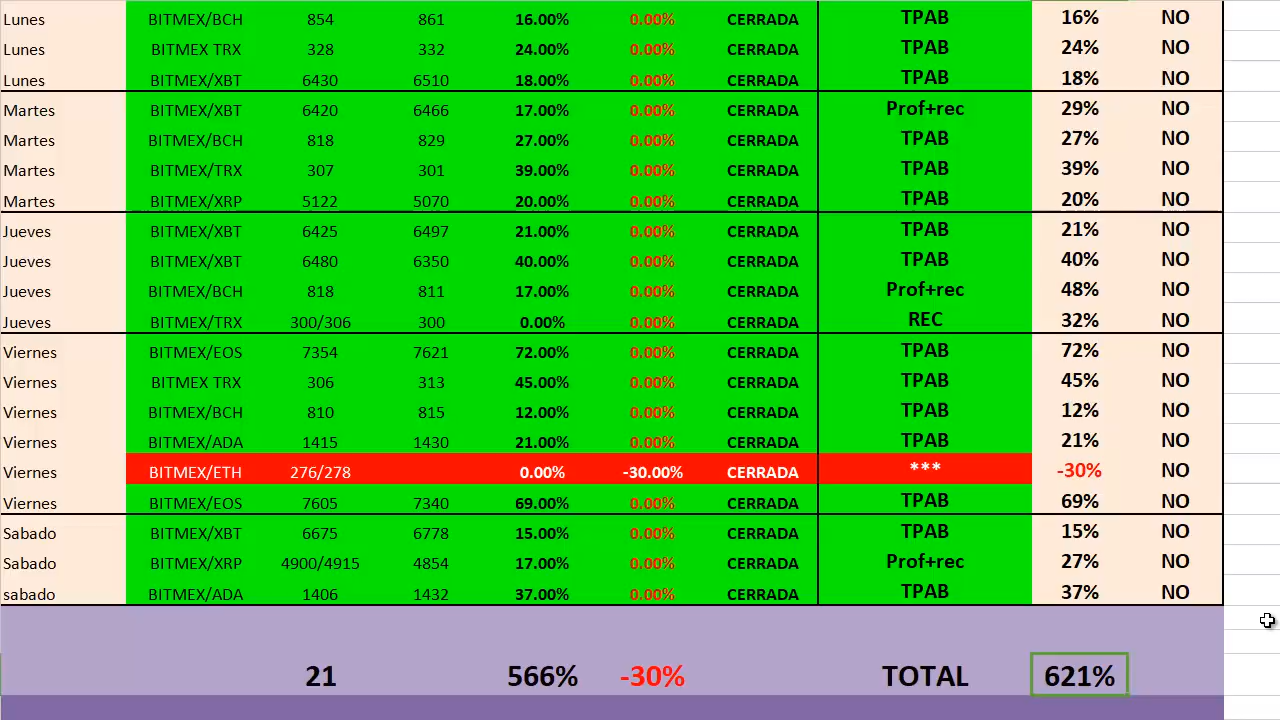 Lunes BITMEX/BCH 854 861 16.00% 0.00% CERRADA TPAB 16% NO
Lunes BITMEX TRX 328 332 24.00% 0.00% CERRADA TPAB 24% NO
Lunes BITMEX/XBT 6430 6510 18.00% 0.00% CERRADA TPAB 18% NO
Martes BITMEX/XBT 6420 6466 17.00% 0.00% CERRADA Prof+rec 29% NO
Martes BITMEX/BCH 818 829 27.00% 0.00% CERRADA TPAB 27% NO
Martes BITMEX/TRX 307 301 39.00% 0.00% CERRADA TPAB 39% NO
Martes BITMEX/XRP 5122 5070 20.00% 0.00% CERRADA TPAB 20% NO
Jueves BITMEX/XBT 6425 6497 21.00% 0.00% CERRADA TPAB 21% NO
Jueves BITMEX/XBT 6480 6350 40.00% 0.00% CERRADA TPAB 40% NO
Jueves BITMEX/BCH 818 811 17.00% 0.00% CERRADA Prof+rec 48% NO
Jueves BITMEX/TRX 300/306 300 0.00% 0.00% CERRADA REC 32% NO
Viernes BITMEX/EOS 7354 7621 72.00% 0.00% CERRADA TPAB 72% NO
Viernes BITMEX TRX 306 313 45.00% 0.00% CERRADA TPAB 45% NO
Viernes BITMEX/BCH 810 815 12.00% 0.00% CERRADA TPAB 12% NO
Viernes BITMEX/ADA 1415 1430 21.00% 0.00% CERRADA TPAB 21% NO
Viernes BITMEX/ETH 276/278 0.00% -30.00% CERRADA *** -30% NO
Viernes BITMEX/EOS 7605 7340 69.00% 0.00% CERRADA TPAB 69% NO
Sabado BITMEX/XBT 6675 6778 15.00% 0.00% CERRADA TPAB 15% NO
Sabado BITMEX/XRP 4900/4915 4854 17.00% 0.00% CERRADA Prof+rec 27% NO
sabado BITMEX/ADA 1406 1432 37.00% 0.00% CERRADA TPAB 37% NO
21 566% -30% TOTAL 621%